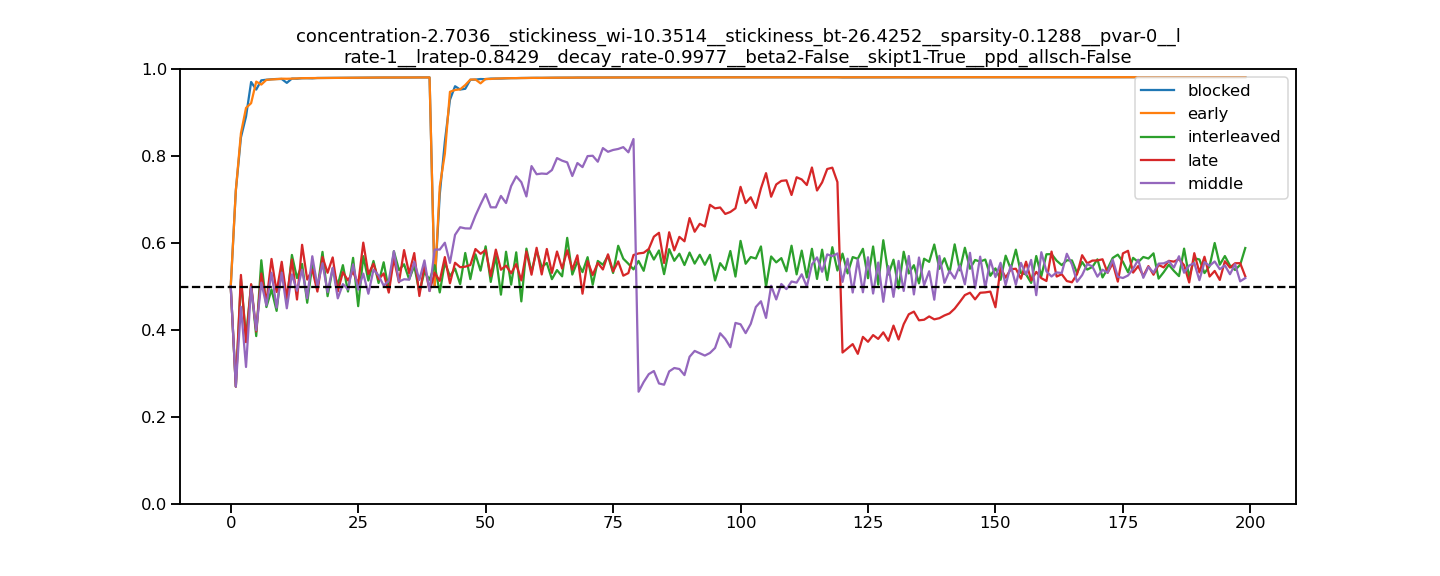 concentration-2.7036__stickiness_wi-10.3514__stickiness_bt-26.4252__sparsity-0.1288__pvar-0__l
rate-1__lratep-0.8429__decay_rate-0.9977__beta2-False__skipt1-True__ppd_allsch-False
1.0
0.8
0.6
0.4
0.2
0.0
blocked
early
interleaved
late
middle
0 25 50 75 100 125 150 175 200